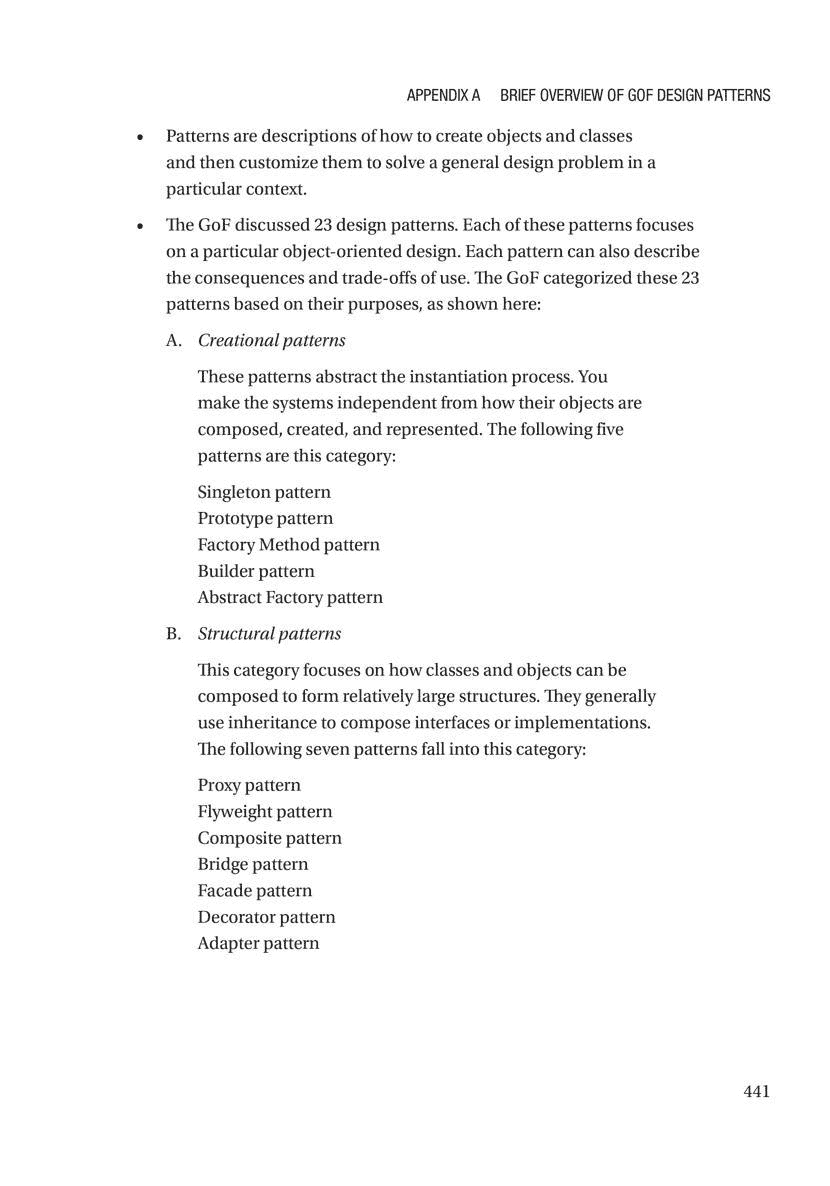 APPENDIX A BRIEF OVERVIEW OF GOF DESIGN PATTERNS
• Patterns are descriptions of how to create objects and classes
and then customize them to solve a general design problem in a
particular context.
• The GoF discussed 23 design patterns. Each of these patterns focuses
on a particular object-oriented design. Each pattern can also describe
the consequences and trade-offs of use. The GoF categorized these 23
patterns based on their purposes, as shown here:
A. Creational patterns
These patterns abstract the instantiation process. You
make the systems independent from how their objects are
composed, created, and represented. The following five
patterns are this category:
Singleton pattern
Prototype pattern
Factory Method pattern
Builder pattern
Abstract Factory pattern
B. Structural patterns
This category focuses on how classes and objects can be
composed to form relatively large structures. They generally
use inheritance to compose interfaces or implementations.
The following seven patterns fall into this category:
Proxy pattern
Flyweight pattern
Composite pattern
Bridge pattern
Facade pattern
Decorator pattern
Adapter pattern
441